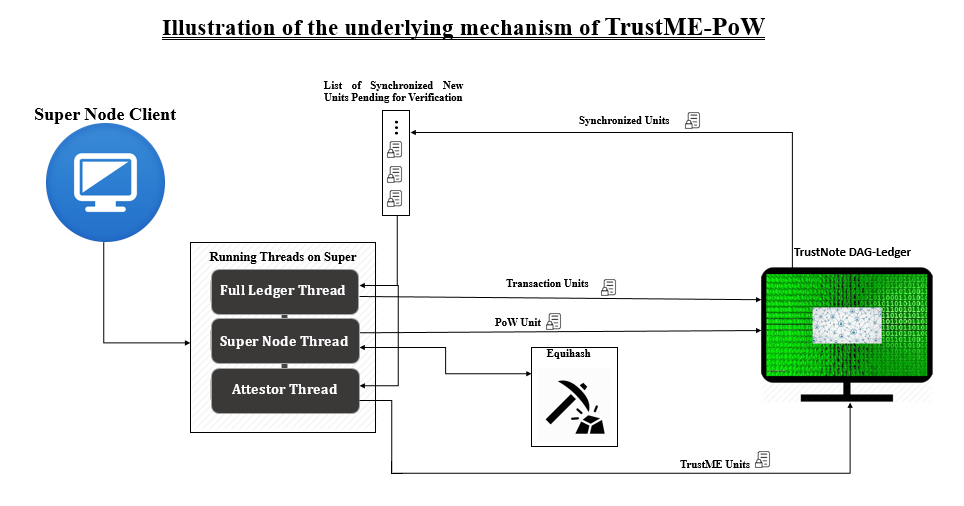 Illustration of the underlying mechanism of TrustME-PoW
List of Synchronized New
Units Pending for Verification
Super Node Client
Synchronized Units
TrustNote DAG-Ledger
Running Threads on Super
Full Ledger Thread
Transaction Units
PoW Unit
Super Node Thread
Equihash
Attestor Thread
TrustME Units